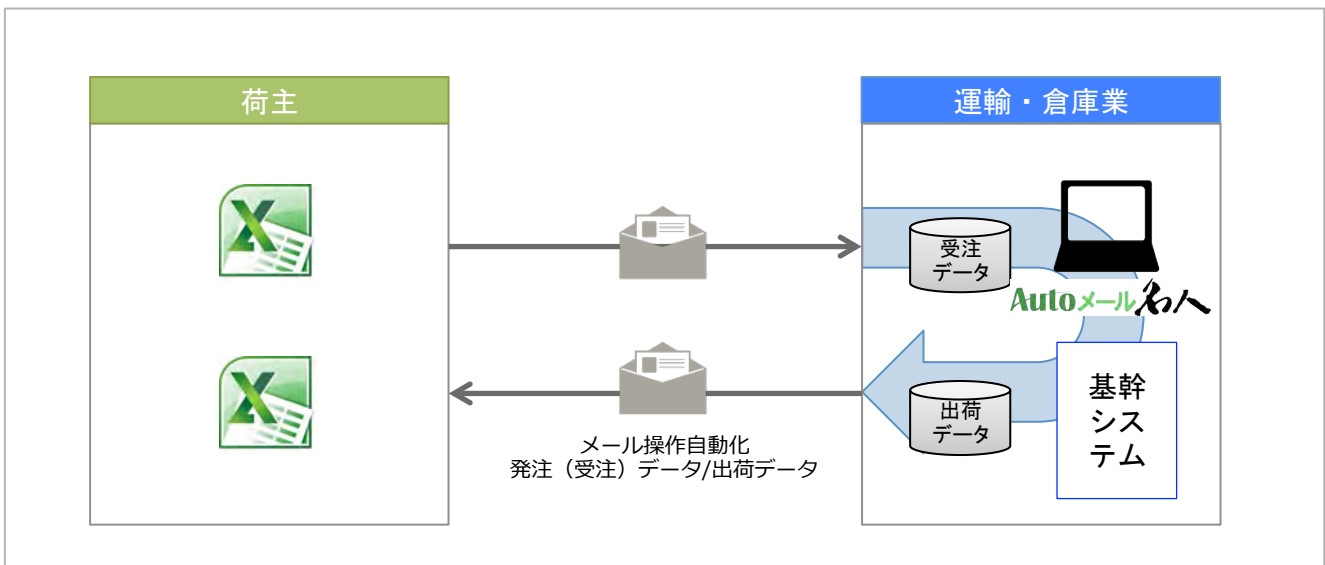 荷主
運輸・倉庫業
受注
データ
Autoメール名人
出荷
データ
基幹
シス
テム
メール操作自動化
発注（受注）データ/出荷データ